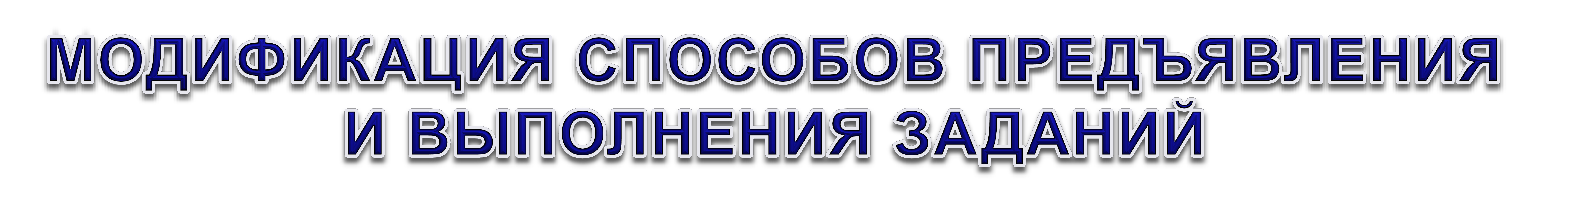 МОДИФИКАЦИЯ СПОСОБОВ ПРЕДЪЯВЛЕНИЯ
И ВЫПОЛНЕНИЯ ЗАДАНИЙ